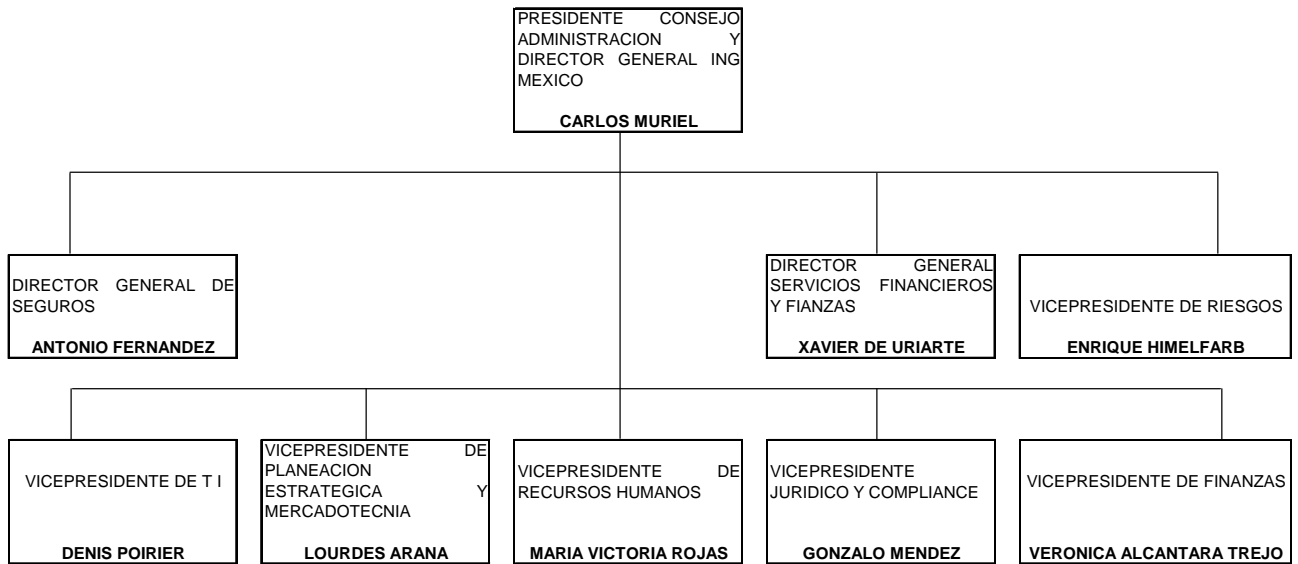 PRESIDENTE CONSEJO
ADMINISTRACION Y
DIRECTOR GENERAL ING
MEXICO
CARLOS MURIEL
DIRECTOR GENERAL DE
SEGUROS
ANTONIO FERNANDEZ
DIRECTOR GENERAL
SERVICIOS FINANCIEROS
Y FIANZAS
XAVIER DE URIARTE
VICEPRESIDENTE DE RIESGOS
ENRIQUE HIMELFARB
VICEPRESIDENTE DE T I
DENIS POIRIER
VICEPRESIDENTE DE
PLANEACION
ESTRATEGICA Y
MERCADOTECNIA
LOURDES ARANA
VICEPRESIDENTE DE
RECURSOS HUMANOS
MARIA VICTORIA ROJAS
VICEPRESIDENTE
JURIDICO Y COMPLIANCE
GONZALO MENDEZ
VICEPRESIDENTE DE FINANZAS
VERONICA ALCANTARA TREJO